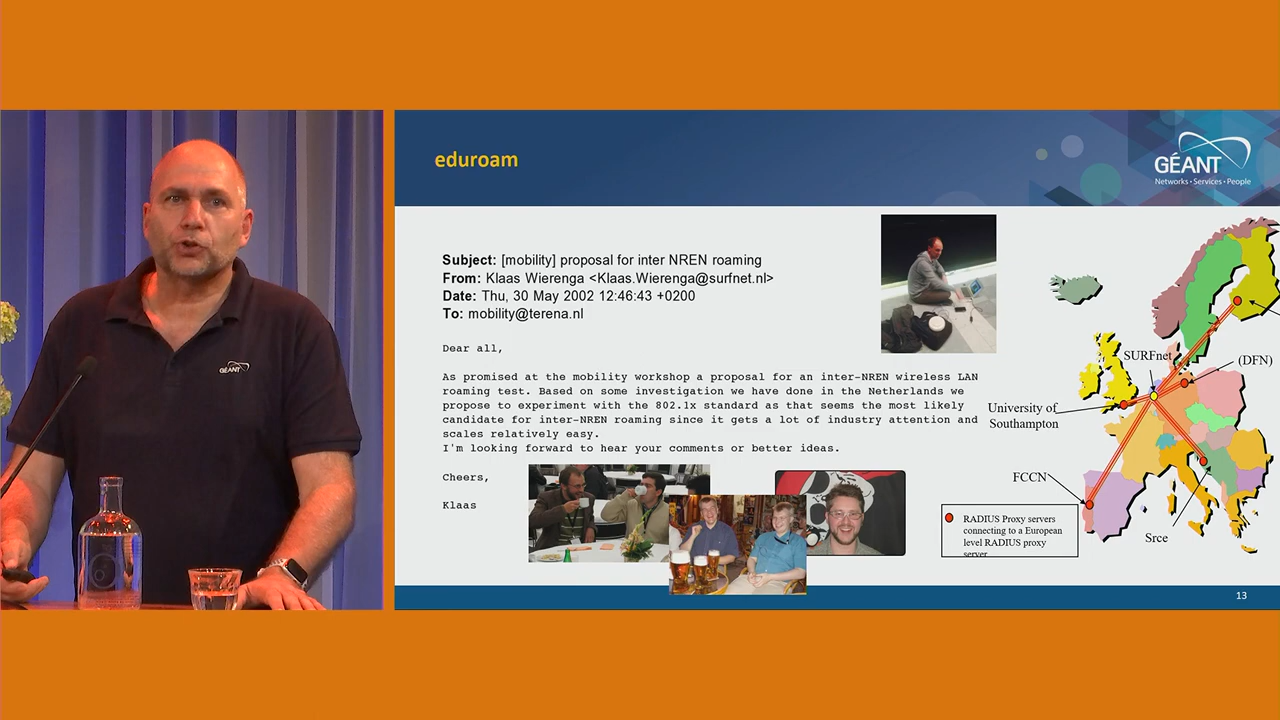 GÉANT
eduroam
GÉANT
Networks • Services • People
Subject: [mobility] proposal for inter NREN roaming
From: Klaas Wierenga <Klaas.Wierenga@surfnet.nl>
Date: Thu, 30 May 2002 12:46:43 +0200
To: mobility@terena.nl
Dear all,
As promised at the mobility workshop a proposal for an inter-NREN wireless LAN
roaming test. Based on some investigation we have done in the Netherlands we
propose to experiment with the 802.1x standard as that seems the most likely
candidate for inter-NREN roaming since it gets a lot of industry attention and
scales relatively easy.
I'm looking forward to hear your comments or better ideas.
Cheers,
Klaas
SURFnet
(DFN)
University of
Southampton
FCCN
Srce
RADIUS Proxy servers
connecting to a European
level RADIUS proxy
server
13